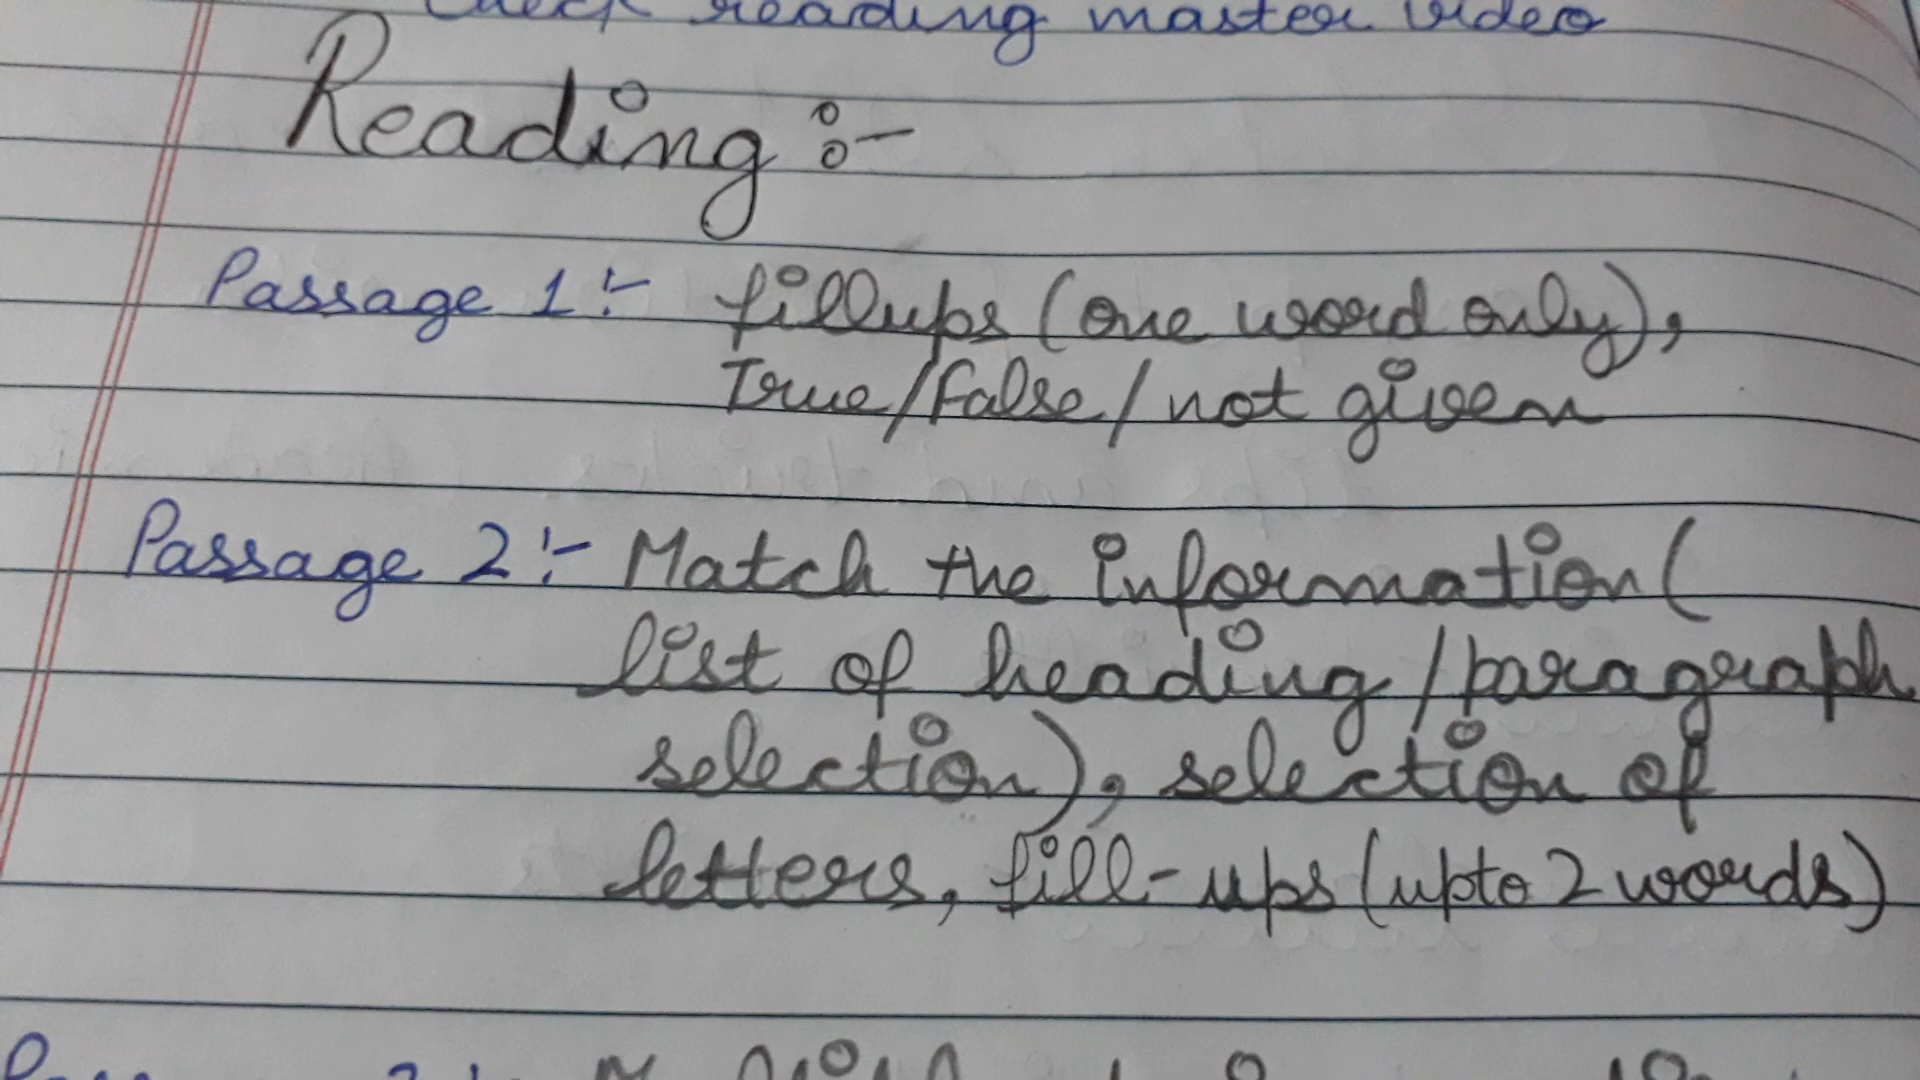 Check reading master video
Reading :-
Passage 1:- fillups (one word only),
True/False/not given
Passage 2:- Match the information(
list of heading/paragraph
selection), selection of
letters, fill-ups (upto 2 words)